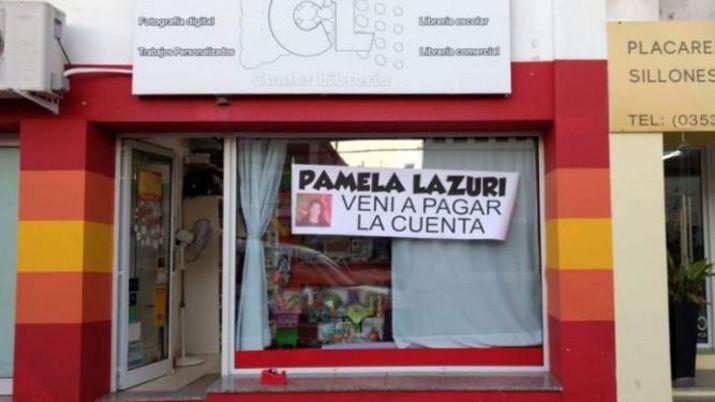 Fotografía digital
Trabajos Personalizados
CL
Librería escolar
Librería comercial
Center Librería
PAMELA LAZURI
VENI A PAGAR
LA CUENTA
PLACARE
SILLONES
TEL: (0353